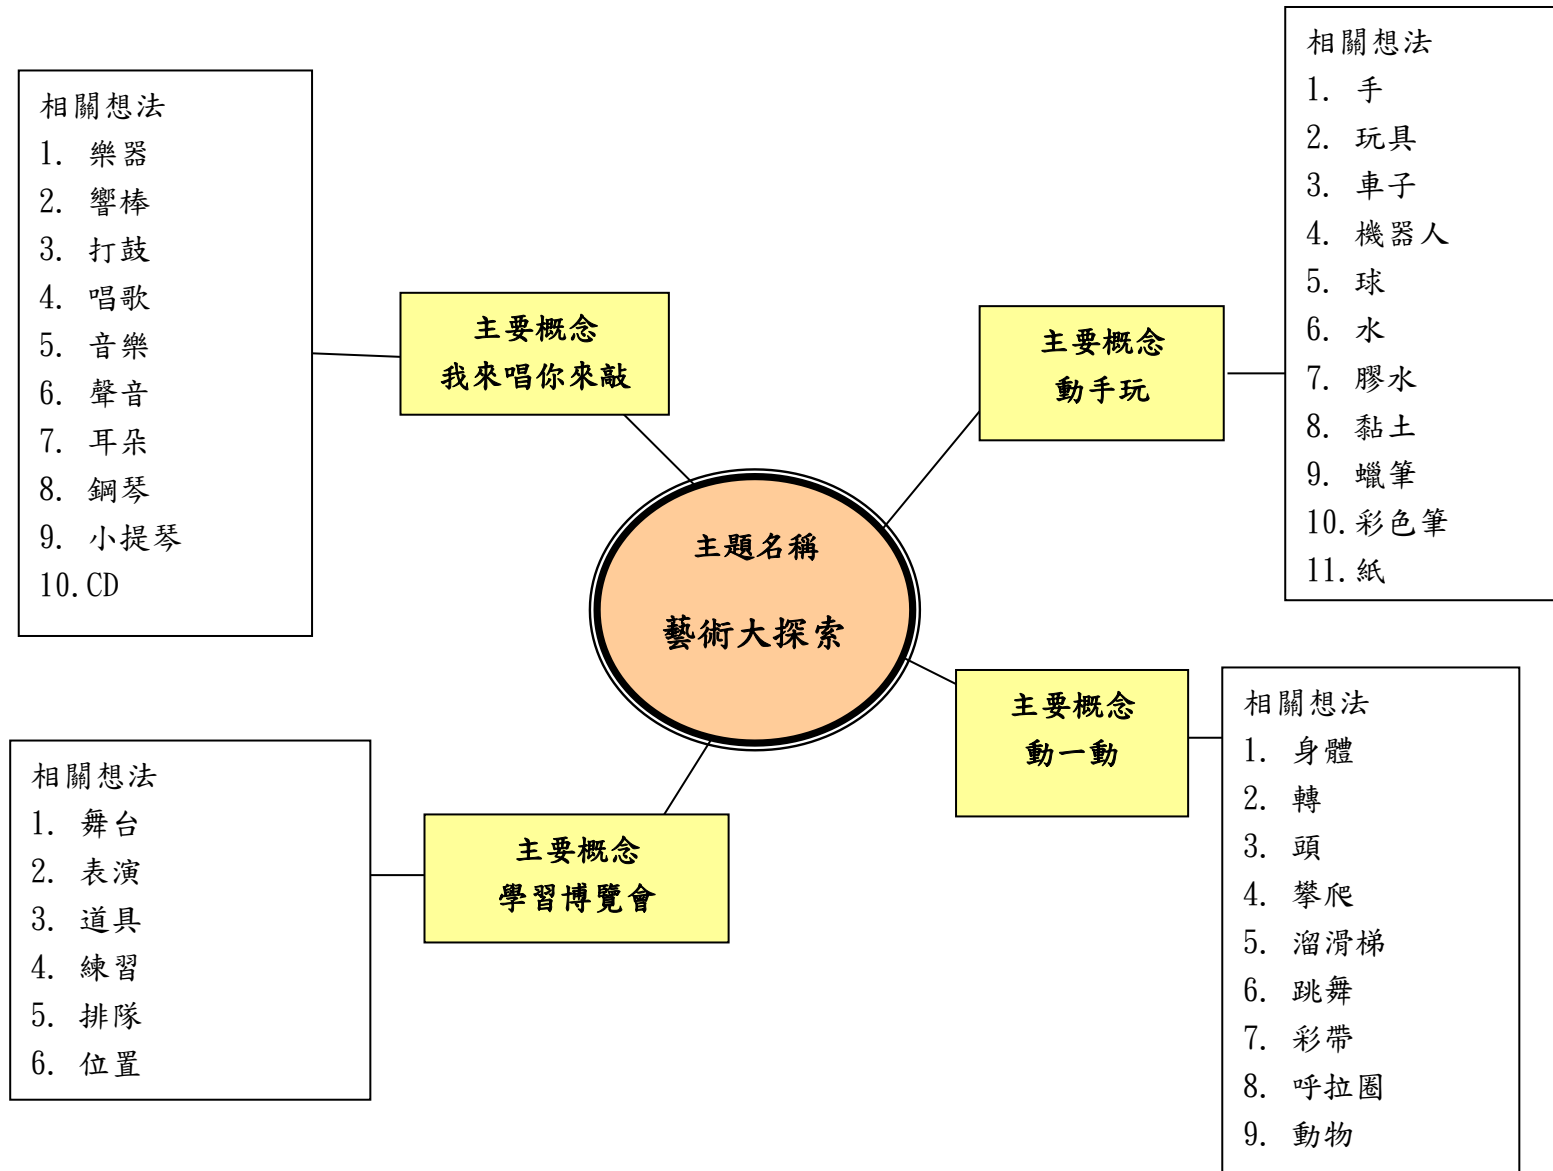 相關想法
1. 樂器
2. 響棒
3. 打鼓
4. 唱歌
5. 音樂
6. 聲音
7. 耳朵
8. 鋼琴
9. 小提琴
10.CD
主要概念
我來唱你來敲
主要概念
動手玩
相關想法
1. 手
2. 玩具
3. 車子
4. 機器人
5. 球
6. 水
7. 膠水
8. 黏土
9. 蠟筆
10.彩色筆
11.紙
主題名稱
藝術大探索
相關想法
1. 舞台
2. 表演
3. 道具
4. 練習
5. 排隊
6. 位置
主要概念
學習博覽會
主要概念
動一動
相關想法
1. 身體
2. 轉
3. 頭
4. 攀爬
5. 溜滑梯
6. 跳舞
7. 彩帶
8. 呼拉圈
9. 動物